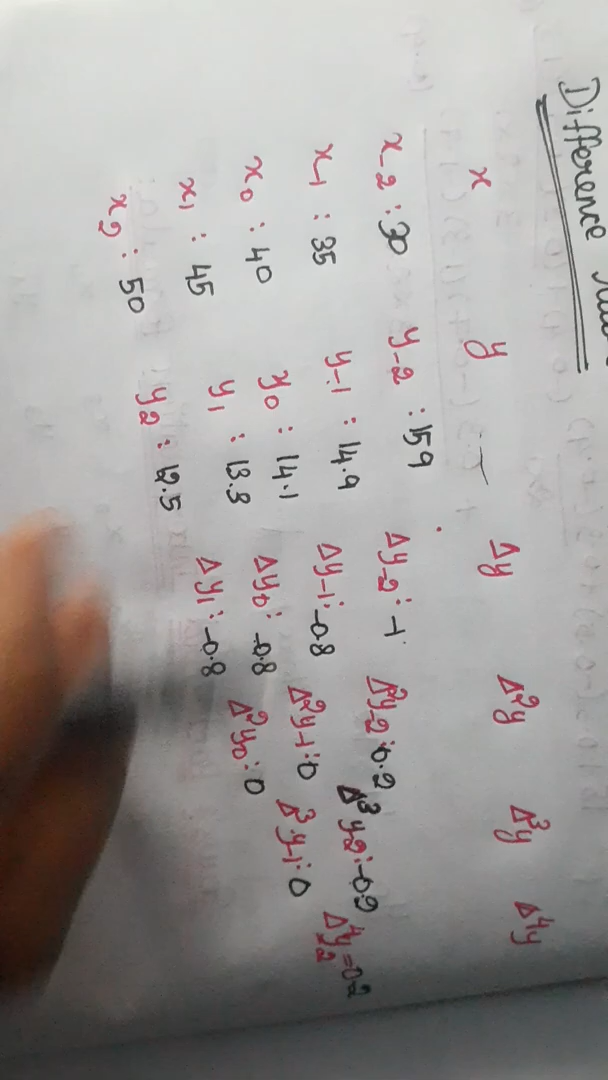 Difference
x y Δy Δ²y Δ³y Δ⁴y
x-2 : 30 y-2 : 159 Δy-2 : -1 Δ²y-2 : 0.2 Δ³y-2 : -0.2 Δ⁴y-2 = 0.2
x-1 : 35 y-1 : 14.9 Δy-1 : -0.8 Δ²y-1 : 0 Δ³y-1 : 0
x0 : 40 y0 : 14.1 Δy0 : -0.8 Δ²y0 : 0
x1 : 45 y1 : 13.3 Δy1 : -0.8
x2 : 50 y2 : 12.5